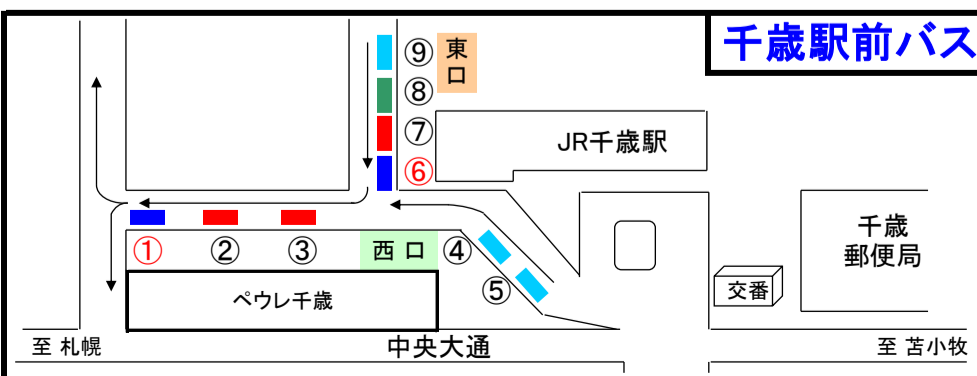 千歳駅前バス
⑨
東
口
⑧
⑦
JR千歳駅
⑥
①
②
③
西 口
④
⑤
千歳
郵便局
交番
ペウレ千歳
至 札幌
中央大通
至 苫小牧